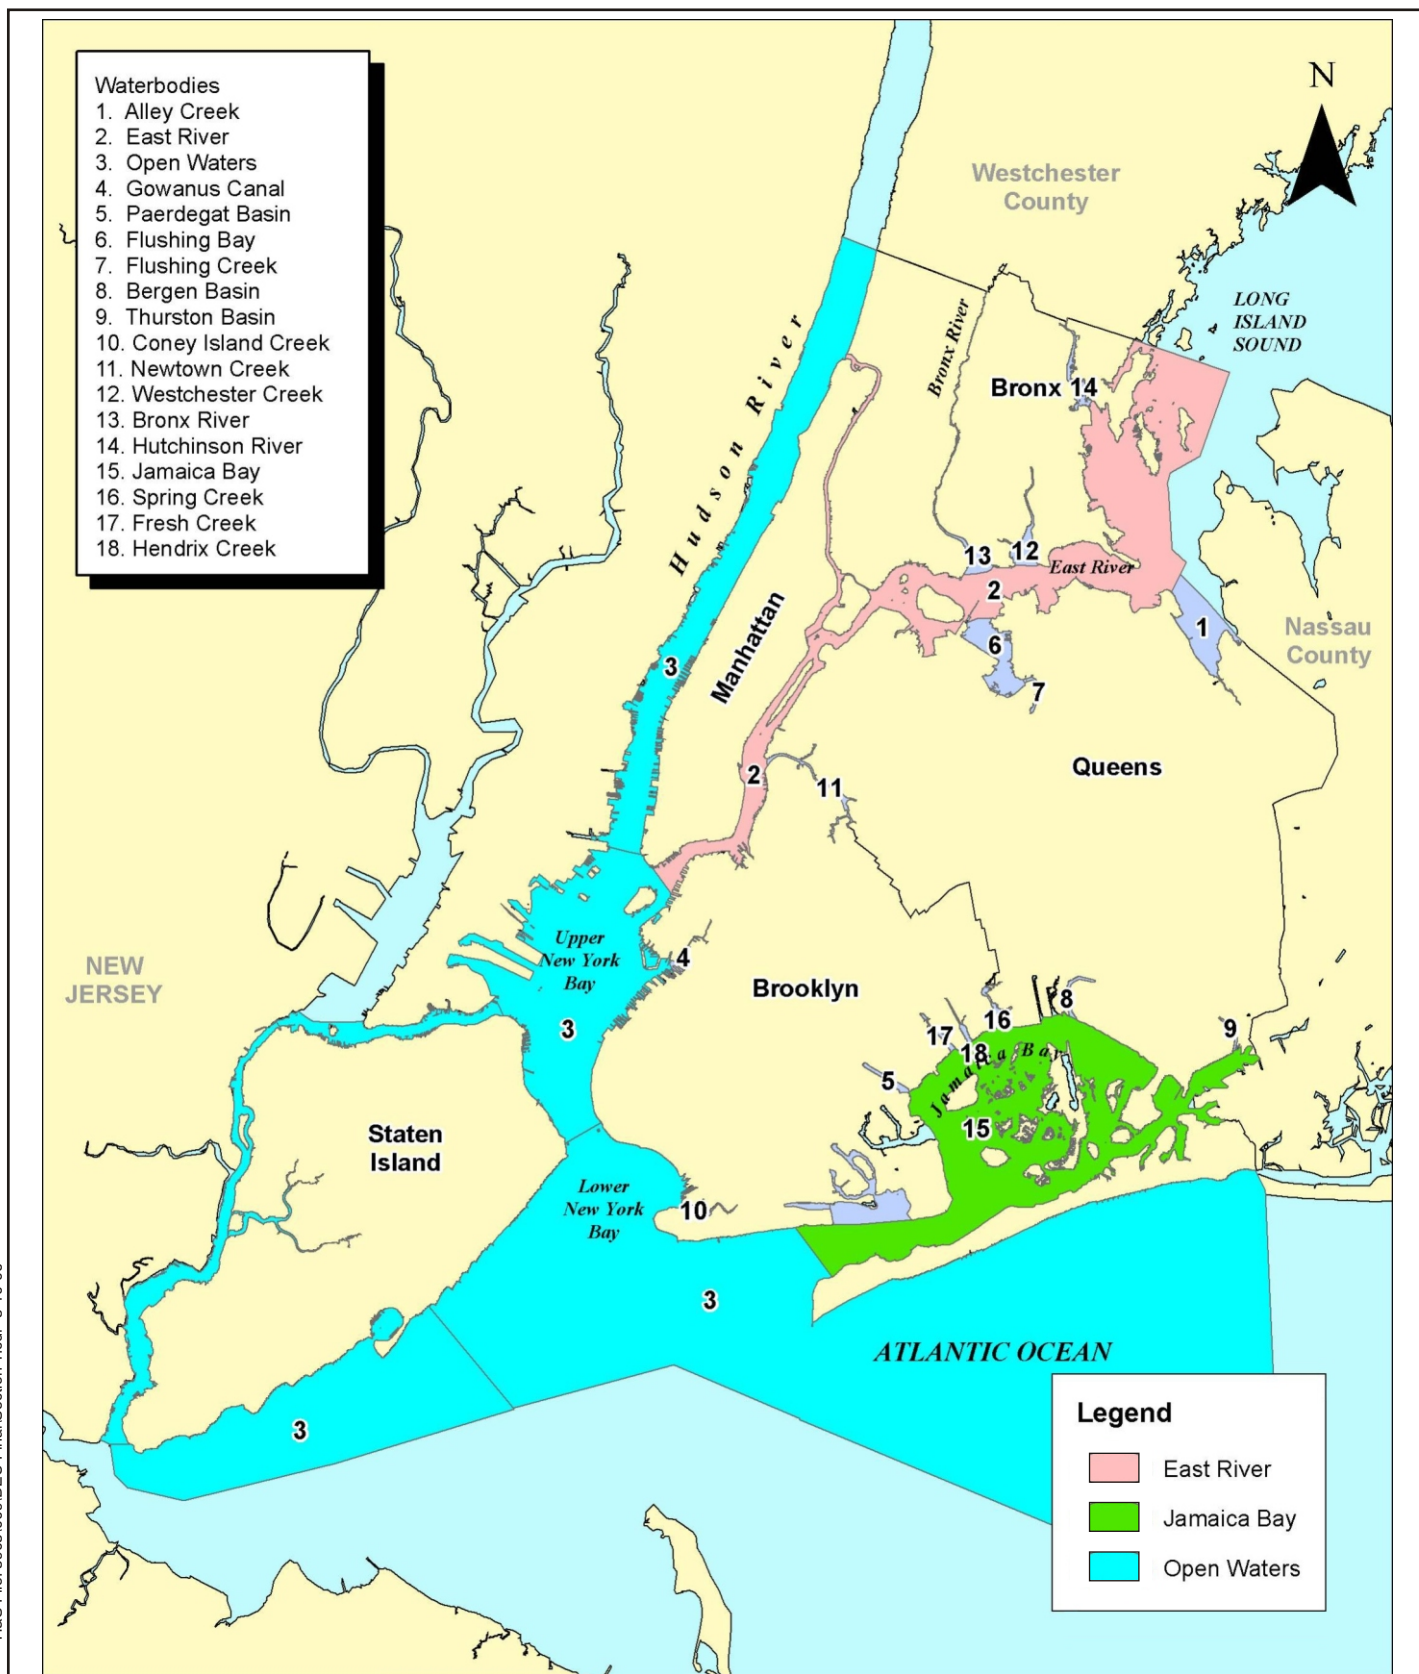 Waterbodies
1. Alley Creek
2. East River
3. Open Waters
4. Gowanus Canal
5. Paerdegat Basin
6. Flushing Bay
7. Flushing Creek
8. Bergen Basin
9. Thurston Basin
10. Coney Island Creek
11. Newtown Creek
12. Westchester Creek
13. Bronx River
14. Hutchinson River
15. Jamaica Bay
16. Spring Creek
17. Fresh Creek
18. Hendrix Creek
N
Westchester
County
LONG
ISLAND
SOUND
Hudson River
Bronx River
Bronx 14
13
12
East River
2
1
Nassau
County
6
7
3
Manhattan
2
11
Queens
Upper
New York
Bay
4
3
NEW
JERSEY
Brooklyn
8
16
17
18
9
Jamaica Bay
5
15
Staten
Island
Lower
New York
Bay
10
3
ATLANTIC OCEAN
3
Legend
East River
Jamaica Bay
Open Waters